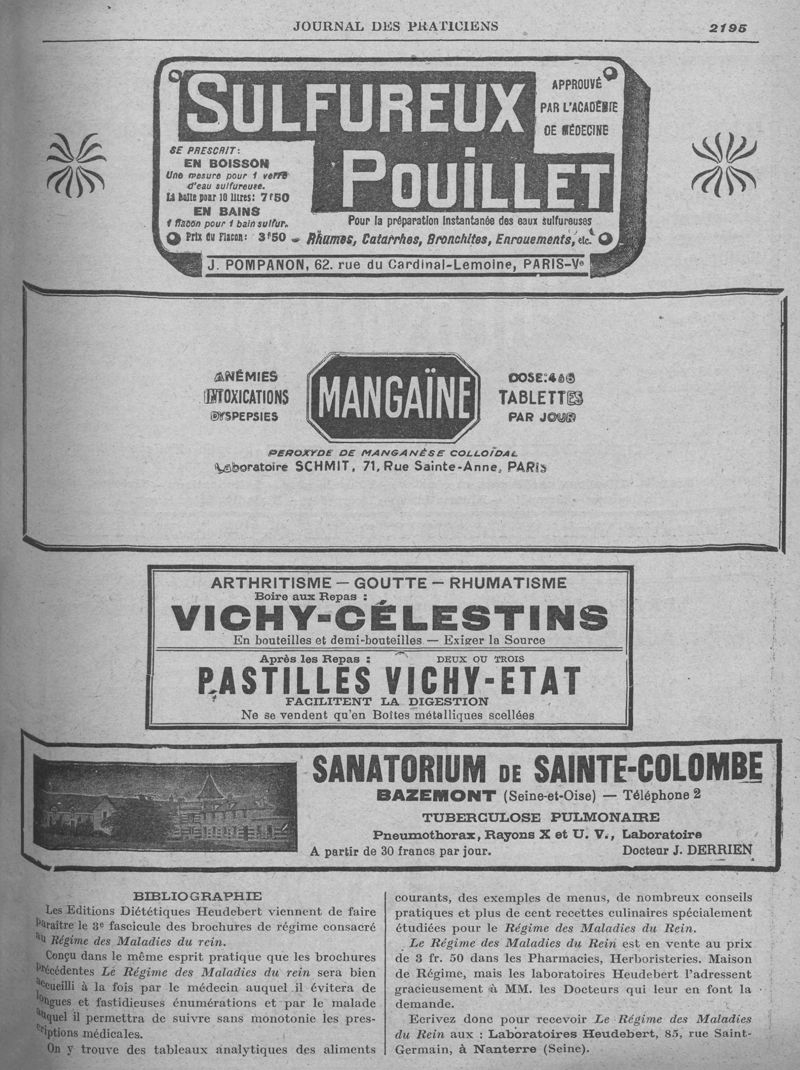 JOURNAL DES PRATICIENS
2195
SULFUREUX
POUILLET
APPROUVÉ
PAR L'ACADÉMIE
DE MÉDECINE
SE PRESCRIT:
EN BOISSON
Une mesure pour 1 verre
d'eau sulfureuse.
La boîte pour 10 litres: 7f50
EN BAINS
1 flacon pour 1 bain sulfur.
Prix du Flacon: 3f50
Pour la préparation instantanée des eaux sulfureuses
Rhumes, Catarrhes, Bronchites, Enrouements, etc.
J. POMPANON, 62. rue du Cardinal-Lemoine, PARIS-Ve
ANÉMIES
INTOXICATIONS
DYSPEPSIES
MANGAÏNE
DOSE: 4 à 6
TABLETTES
PAR JOUR
PEROXYDE DE MANGANÈSE COLLOÏDAL
Laboratoire SCHMIT, 71, Rue Sainte-Anne, PARIS
ARTHRITISME — GOUTTE — RHUMATISME
Boire aux Repas :
VICHY-CÉLESTINS
En bouteilles et demi-bouteilles — Exiger la Source
Après les Repas : DEUX OU TROIS
PASTILLES VICHY-ETAT
FACILITENT LA DIGESTION
Ne se vendent qu'en Boîtes métalliques scellées
SANATORIUM DE SAINTE-COLOMBE
BAZEMONT (Seine-et-Oise) — Téléphone 2
TUBERCULOSE PULMONAIRE
Pneumothorax, Rayons X et U. V., Laboratoire
A partir de 30 francs par jour. Docteur J. DERRIEN
BIBLIOGRAPHIE
Les Editions Diététiques Heudebert viennent de faire
paraître le 3e fascicule des brochures de régime consacré
au Régime des Maladies du rein.
Conçu dans le même esprit pratique que les brochures
précédentes Le Régime des Maladies du rein sera bien
accueilli à la fois par le médecin auquel il évitera de
longues et fastidieuses énumérations et par le malade
auquel il permettra de suivre sans monotonie les pres-
criptions médicales.
On y trouve des tableaux analytiques des aliments
courants, des exemples de menus, de nombreux conseils
pratiques et plus de cent recettes culinaires spécialement
étudiées pour le Régime des Maladies du Rein.
Le Régime des Maladies du Rein est en vente au prix
de 3 fr. 50 dans les Pharmacies, Herboristeries. Maison
de Régime, mais les laboratoires Heudebert l'adressent
gracieusement à MM. les Docteurs qui leur en font la
demande.
Ecrivez donc pour recevoir Le Régime des Maladies
du Rein aux : Laboratoires Heudebert, 85, rue Saint-
Germain, à Nanterre (Seine).